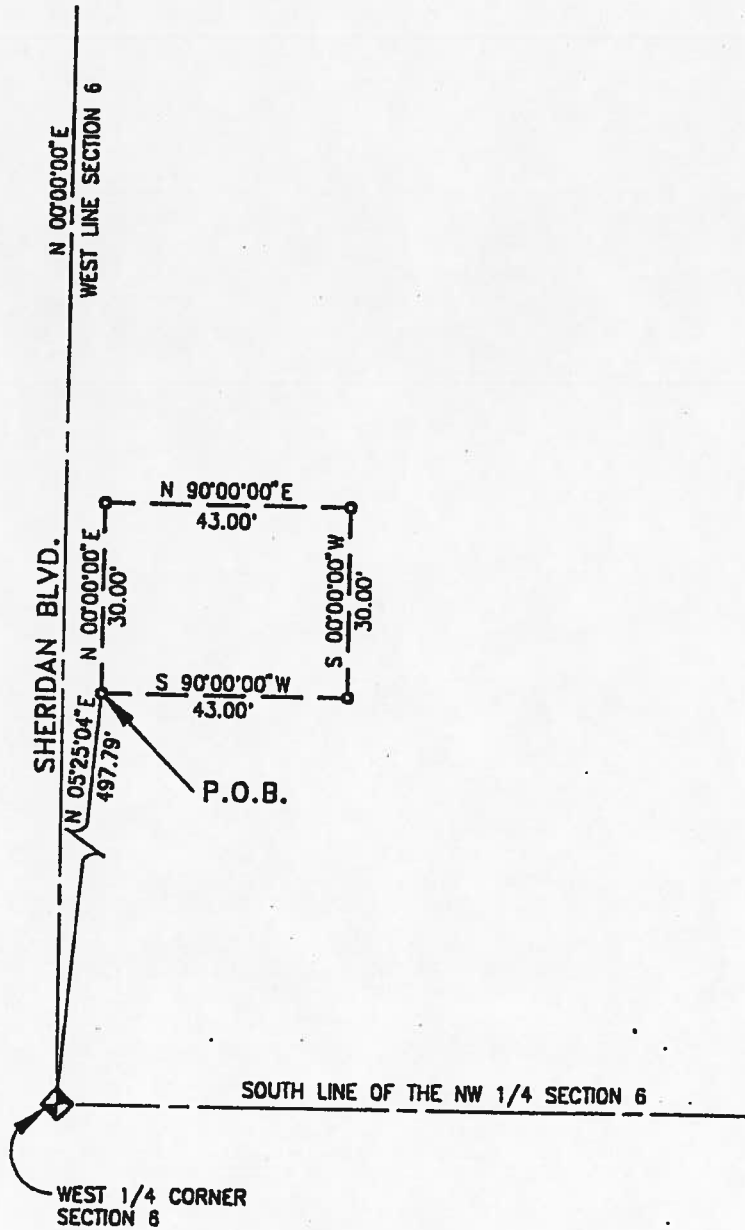 N 00°00'00"E
WEST LINE SECTION 6
SHERIDAN BLVD.
N 90°00'00"E
43.00'
N 00°00'00"E
30.00'
S 00°00'00"W
30.00'
S 90°00'00"W
43.00'
N 05°25'04"E
497.79'
P.O.B.
SOUTH LINE OF THE NW 1/4 SECTION 6
WEST 1/4 CORNER
SECTION 6